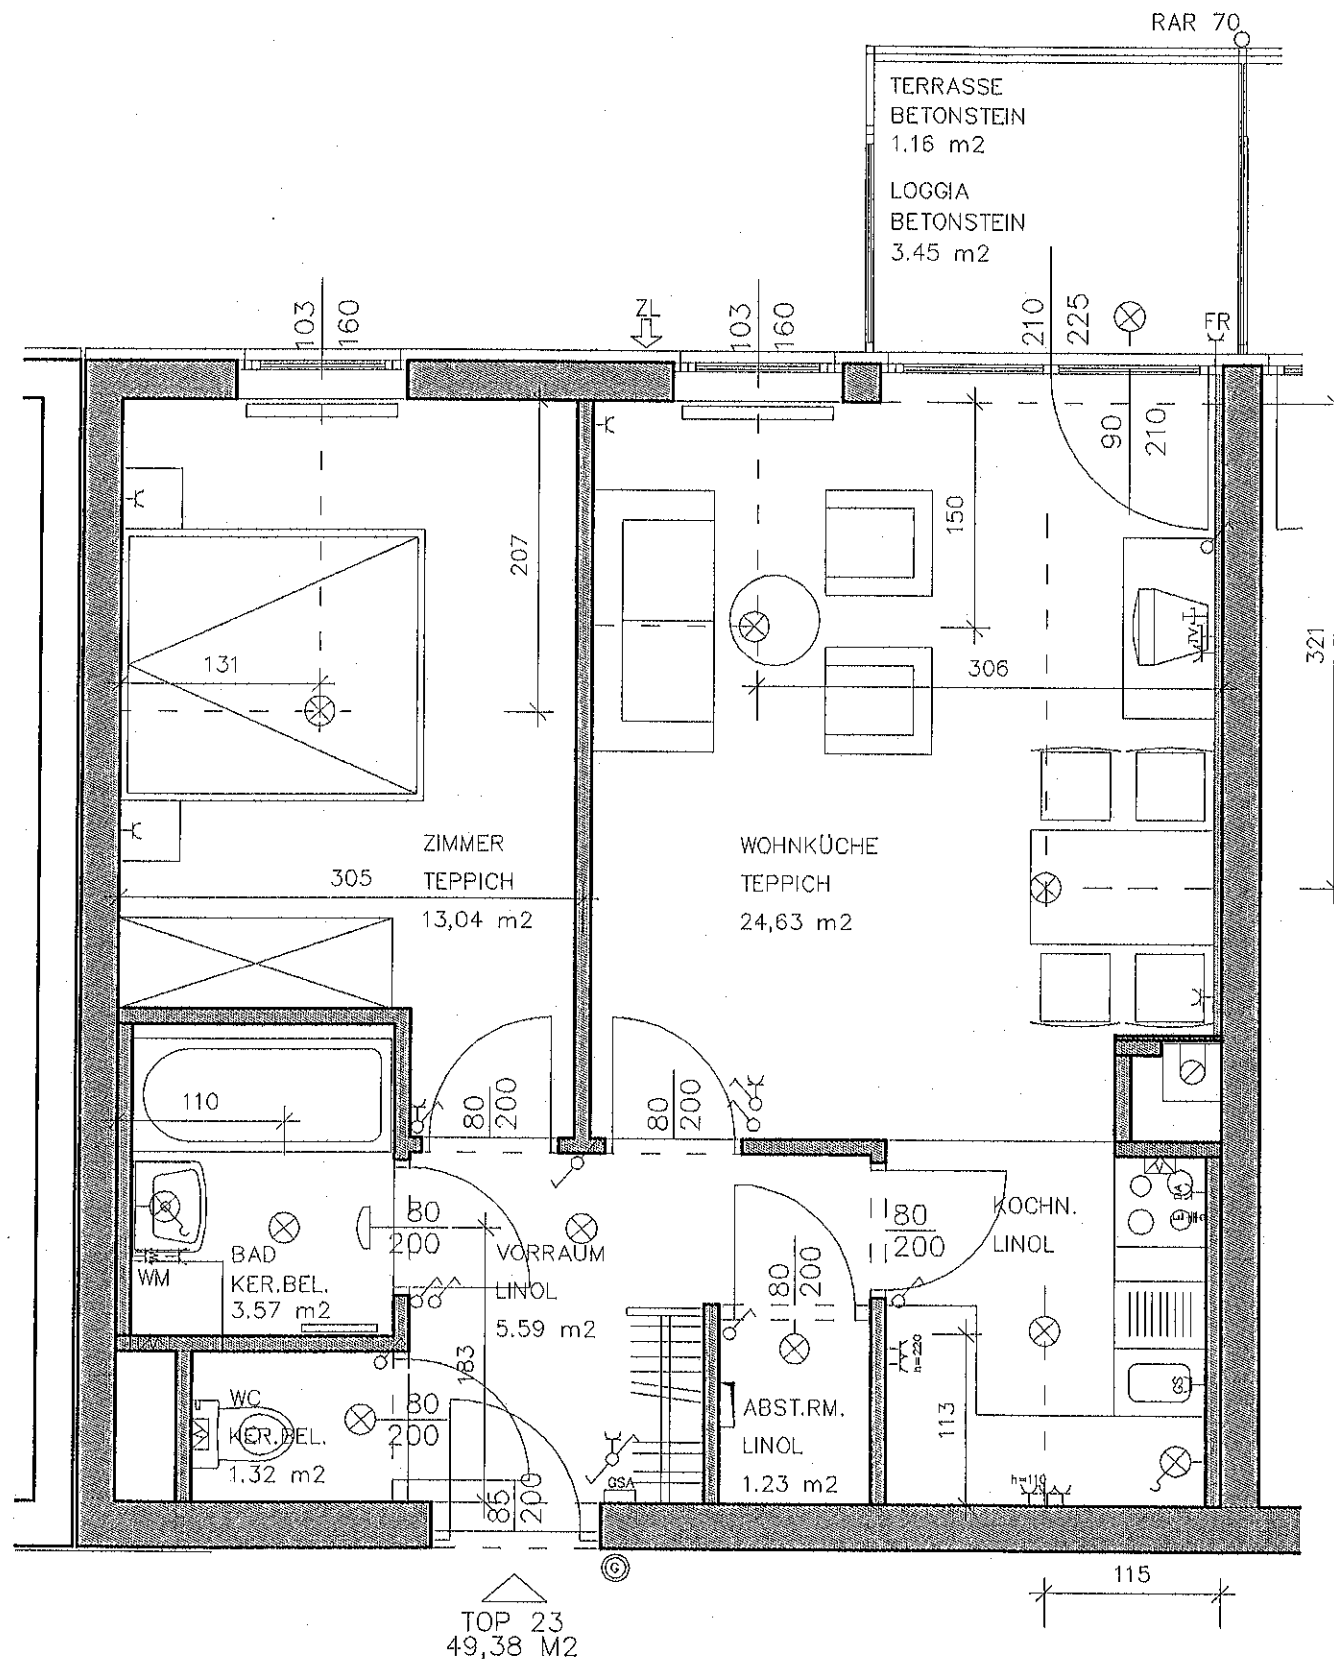 RAR 70
TERRASSE
BETONSTEIN
1.16 m2
LOGGIA
BETONSTEIN
3.45 m2
103
160
ZL
103
160
210
225
FR
90
210
207
150
131
306
TV
321
ZIMMER
TEPPICH
13,04 m2
305
WOHNKÜCHE
TEPPICH
24,63 m2
110
80
200
80
200
80
200
BAD
KER.BEL.
3.57 m2
WM
VORRAUM
LINOL
5.59 m2
80
200
80
200
KOCHN.
LINOL
h=220
183
113
WC
KER.BEL.
1.32 m2
80
200
85
200
GSA
ABST.RM.
LINOL
1.23 m2
GS
h=110
G
115
TOP 23
49,38 M2